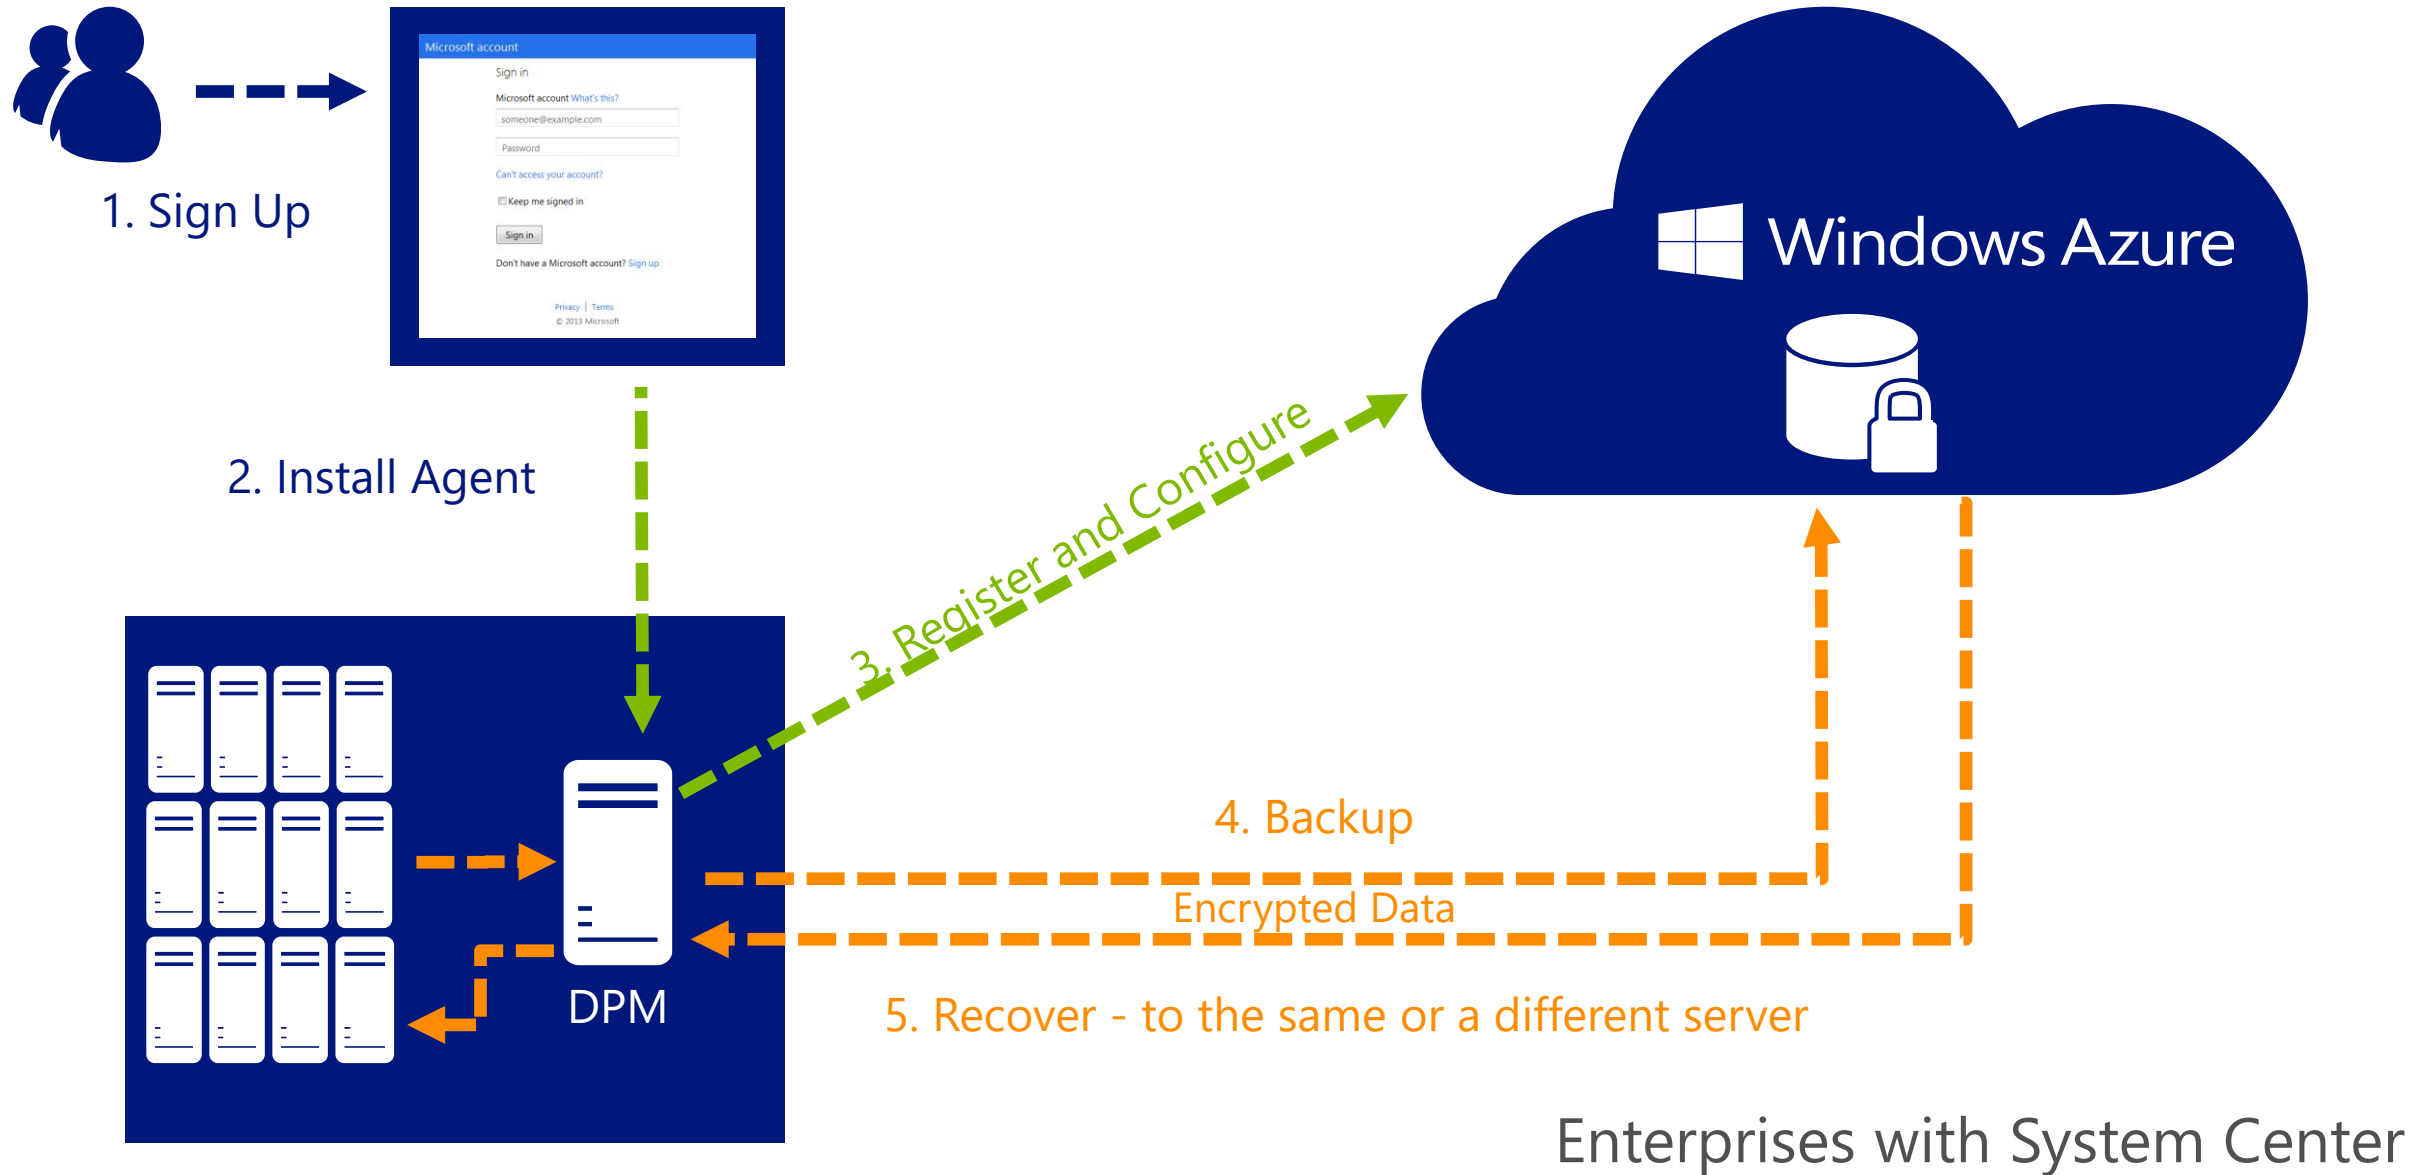 Microsoft account
Sign in
Microsoft account What's this?
someone@example.com
Password
Can't access your account?
Keep me signed in
Sign in
Don't have a Microsoft account? Sign up
Privacy | Terms
© 2013 Microsoft
1. Sign Up
Windows Azure
2. Install Agent
3. Register and Configure
4. Backup
Encrypted Data
DPM
5. Recover - to the same or a different server
Enterprises with System Center